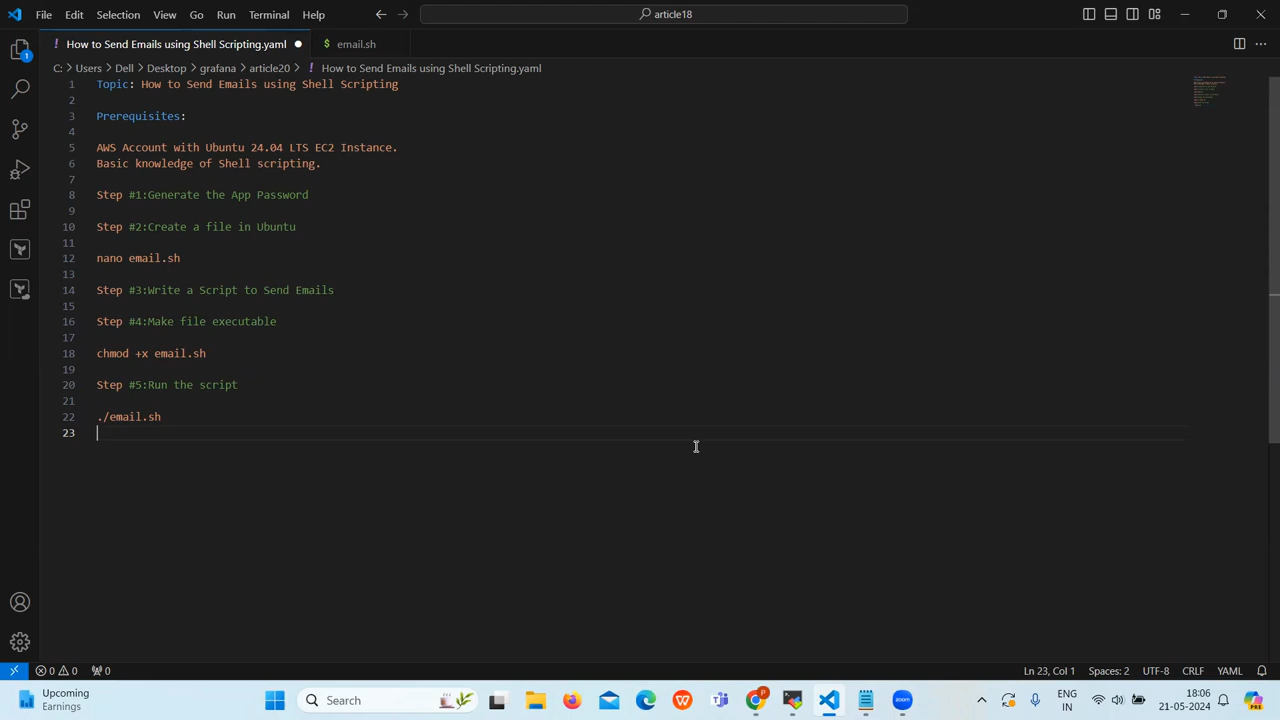 File Edit Selection View Go Run Terminal Help
article18
How to Send Emails using Shell Scripting.yaml
$ email.sh
C: > Users > Dell > Desktop > grafana > article20 > ! How to Send Emails using Shell Scripting.yaml
1 Topic: How to Send Emails using Shell Scripting
2
3 Prerequisites:
4
5 AWS Account with Ubuntu 24.04 LTS EC2 Instance.
6 Basic knowledge of Shell scripting.
7
8 Step #1:Generate the App Password
9
10 Step #2:Create a file in Ubuntu
11
12 nano email.sh
13
14 Step #3:Write a Script to Send Emails
15
16 Step #4:Make file executable
17
18 chmod +x email.sh
19
20 Step #5:Run the script
21
22 ./email.sh
23
1
0 0 0
Ln 23, Col 1 Spaces: 2 UTF-8 CRLF YAML
Upcoming
Earnings
Search
P
W
zoom
ENG
IN
18:06
21-05-2024
PRE